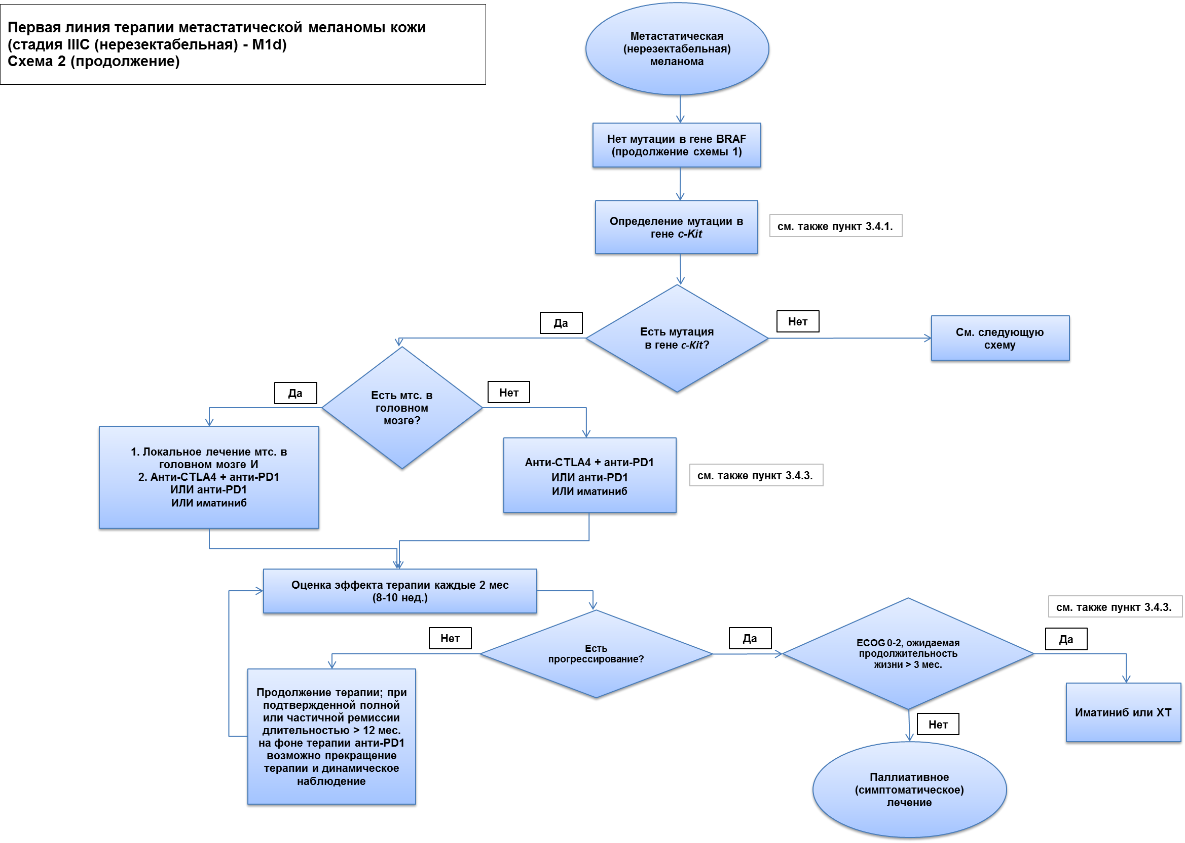 Первая линия терапии метастатической меланомы кожи
(стадия IIIC (нерезектабельная) - M1d)
Схема 2 (продолжение)
Метастатическая
(нерезектабельная)
меланома
Нет мутации в гене BRAF
(продолжение схемы 1)
Определение мутации в
гене c-Kit
см. также пункт 3.4.1.
Есть мутация
в гене c-Kit?
Да
Нет
См. следующую
схему
Есть мтс. в
головном
мозге?
Да
Нет
1. Локальное лечение мтс. в
головном мозге И
2. Анти-CTLA4 + анти-PD1
ИЛИ анти-PD1
ИЛИ иматиниб
Анти-CTLA4 + анти-PD1
ИЛИ анти-PD1
ИЛИ иматиниб
см. также пункт 3.4.3.
Оценка эффекта терапии каждые 2 мес
(8-10 нед.)
Есть
прогрессирование?
Нет
Да
Продолжение терапии; при
подтвержденной полной
или частичной ремиссии
длительностью > 12 мес.
на фоне терапии анти-PD1
возможно прекращение
терапии и динамическое
наблюдение
ECOG 0-2, ожидаемая
продолжительность
жизни > 3 мес.
см. также пункт 3.4.3.
Да
Иматиниб или ХТ
Нет
Паллиативное
(симптоматическое)
лечение